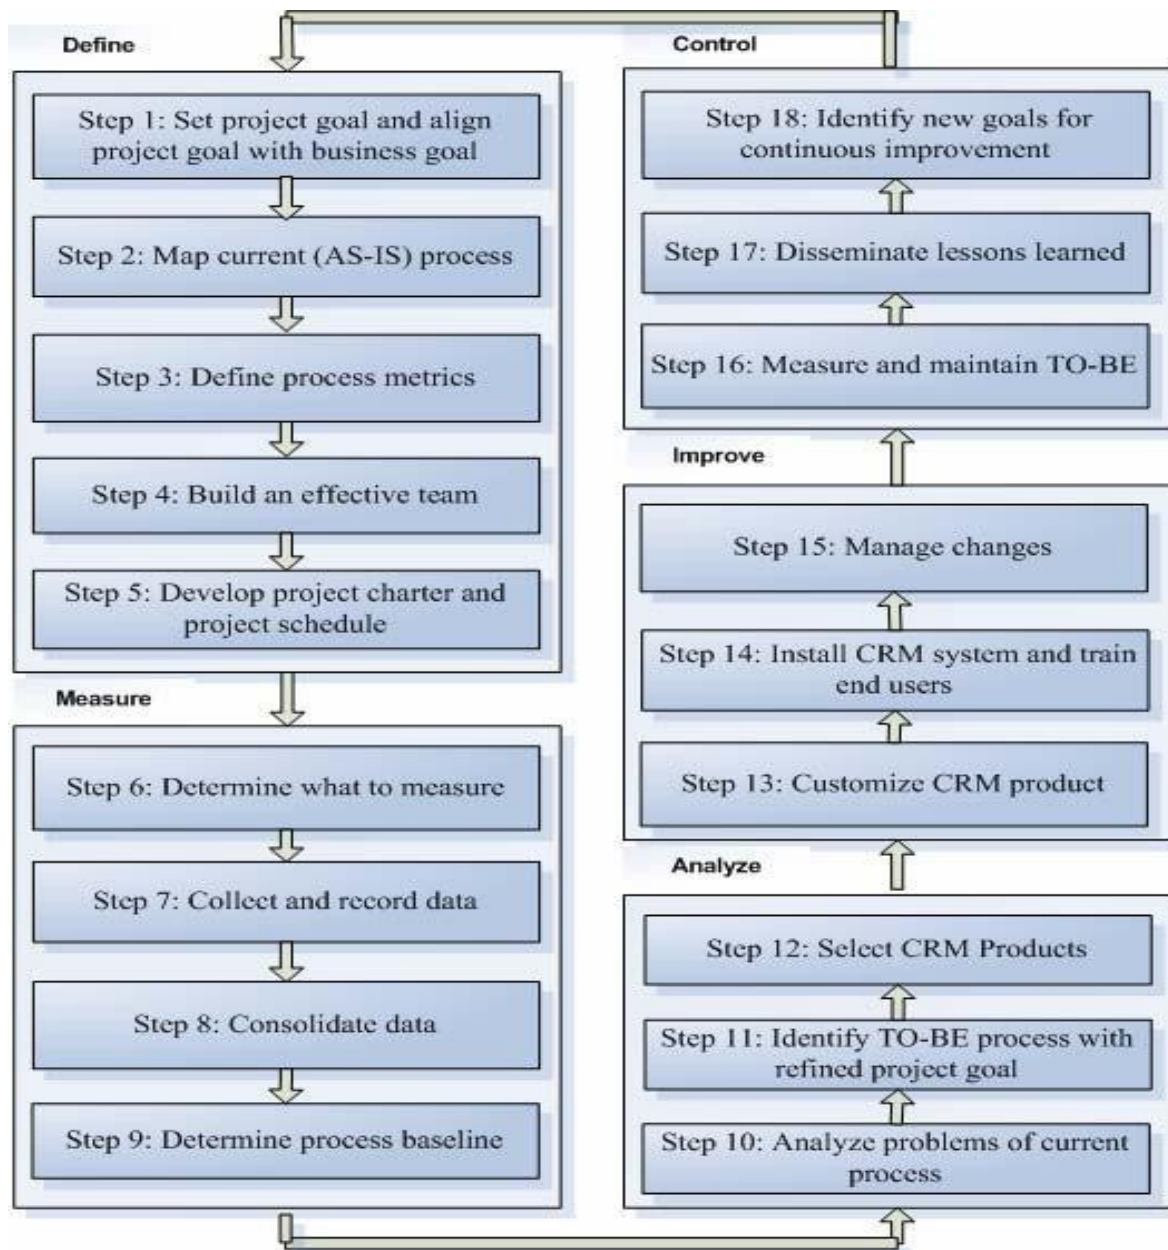 Define
Step 1: Set project goal and align
project goal with business goal
Step 2: Map current (AS-IS) process
Step 3: Define process metrics
Step 4: Build an effective team
Step 5: Develop project charter and
project schedule
Measure
Step 6: Determine what to measure
Step 7: Collect and record data
Step 8: Consolidate data
Step 9: Determine process baseline
Analyze
Step 10: Analyze problems of current
process
Step 11: Identify TO-BE process with
refined project goal
Step 12: Select CRM Products
Improve
Step 13: Customize CRM product
Step 14: Install CRM system and train
end users
Step 15: Manage changes
Control
Step 16: Measure and maintain TO-BE
Step 17: Disseminate lessons learned
Step 18: Identify new goals for
continuous improvement